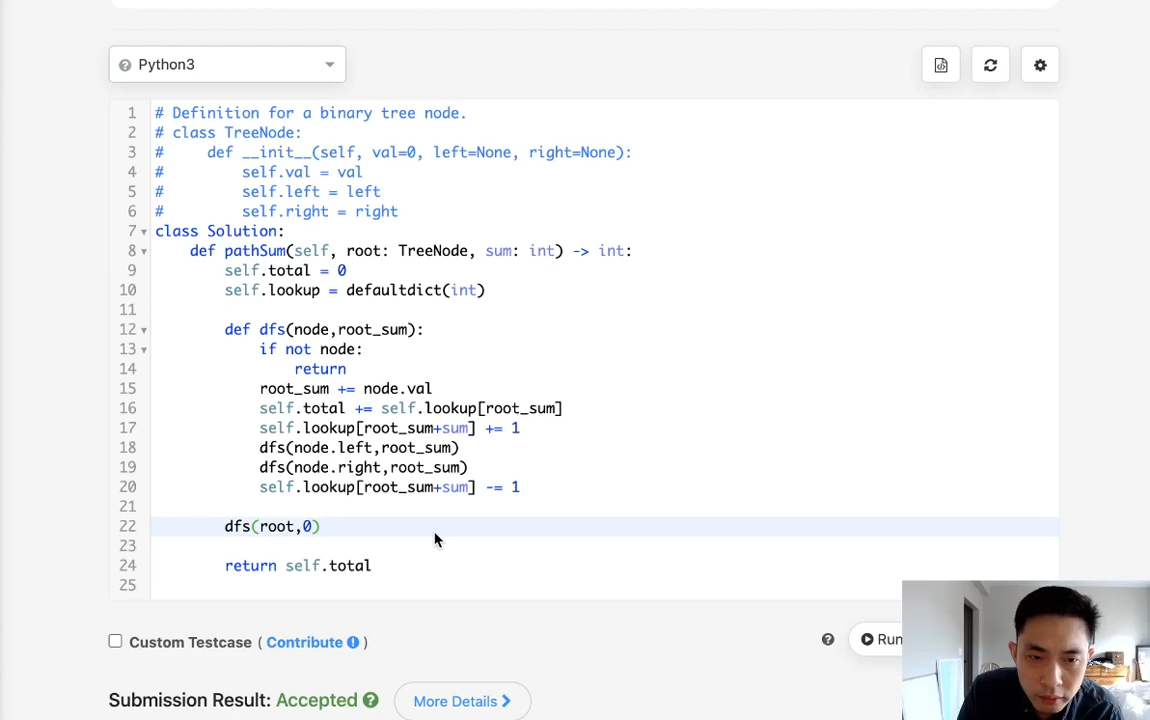 Python3
1 # Definition for a binary tree node.
2 # class TreeNode:
3 #     def __init__(self, val=0, left=None, right=None):
4 #         self.val = val
5 #         self.left = left
6 #         self.right = right
7 class Solution:
8     def pathSum(self, root: TreeNode, sum: int) -> int:
9         self.total = 0
10         self.lookup = defaultdict(int)
11
12         def dfs(node,root_sum):
13             if not node:
14                 return
15             root_sum += node.val
16             self.total += self.lookup[root_sum]
17             self.lookup[root_sum+sum] += 1
18             dfs(node.left,root_sum)
19             dfs(node.right,root_sum)
20             self.lookup[root_sum+sum] -= 1
21
22         dfs(root,0)
23
24         return self.total
25
Custom Testcase ( Contribute )
Run
Submission Result: Accepted
More Details